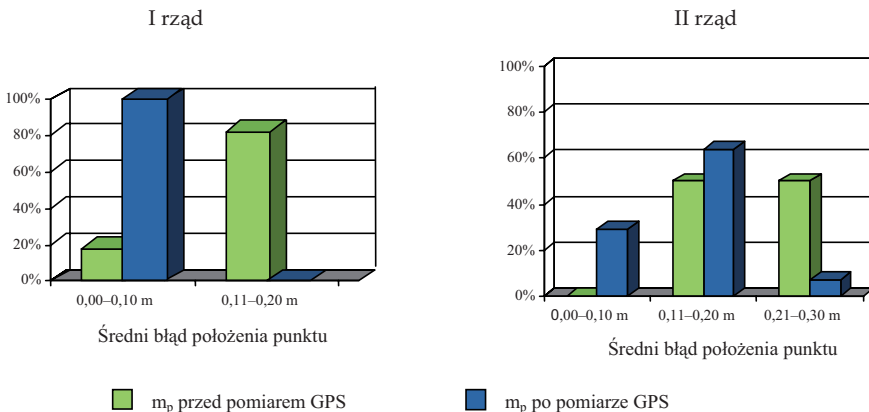 I rząd
100%
80%
60%
40%
20%
0%
0,00–0,10 m 0,11–0,20 m
Średni błąd położenia punktu
II rząd
100%
80%
60%
40%
20%
0%
0,00–0,10 m 0,11–0,20 m 0,21–0,30 m
Średni błąd położenia punktu
mp przed pomiarem GPS
mp po pomiarze GPS